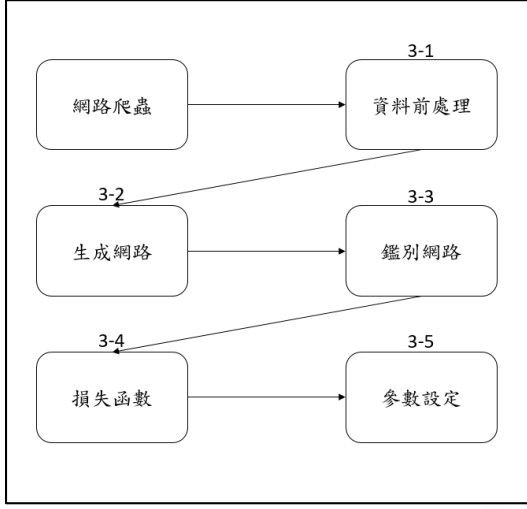 3-1
網路爬蟲
資料前處理
3-2
3-3
生成網路
鑑別網路
3-4
3-5
損失函數
參數設定